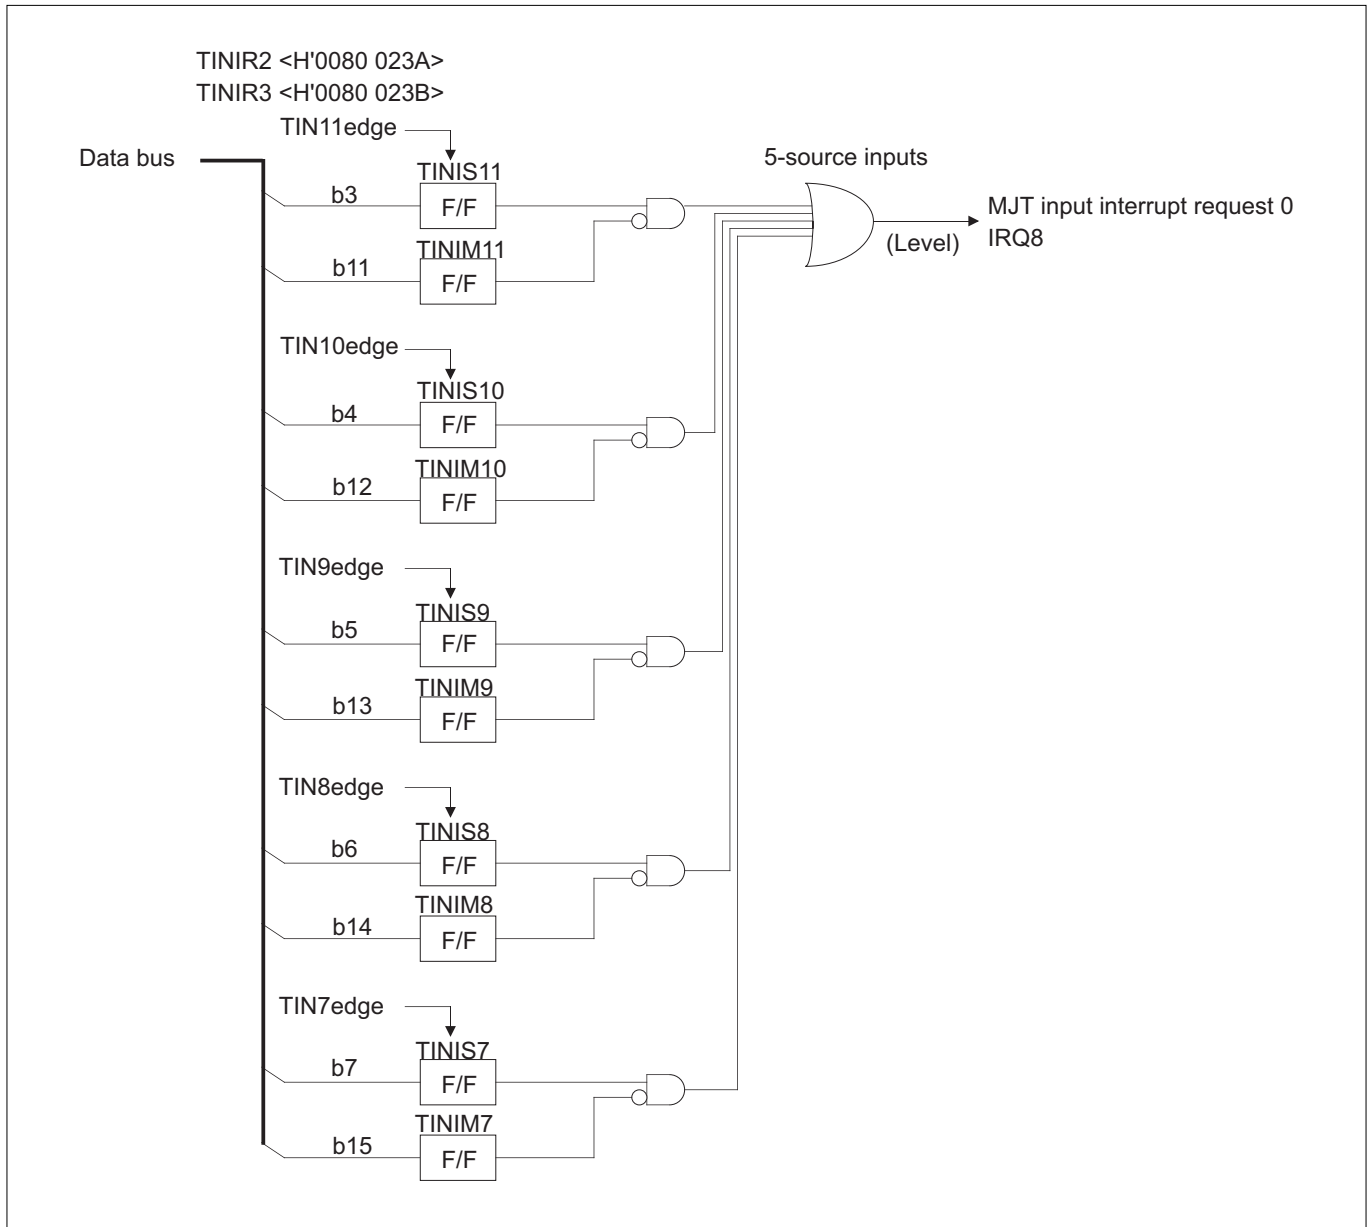 TINIR2 <H'0080 023A>
TINIR3 <H'0080 023B>
TIN11edge
Data bus
TINIS11
5-source inputs
b3
F/F
MJT input interrupt request 0
IRQ8
(Level)
TINIM11
b11
F/F
TIN10edge
TINIS10
b4
F/F
TINIM10
b12
F/F
TIN9edge
TINIS9
b5
F/F
TINIM9
b13
F/F
TIN8edge
TINIS8
b6
F/F
TINIM8
b14
F/F
TIN7edge
TINIS7
b7
F/F
TINIM7
b15
F/F